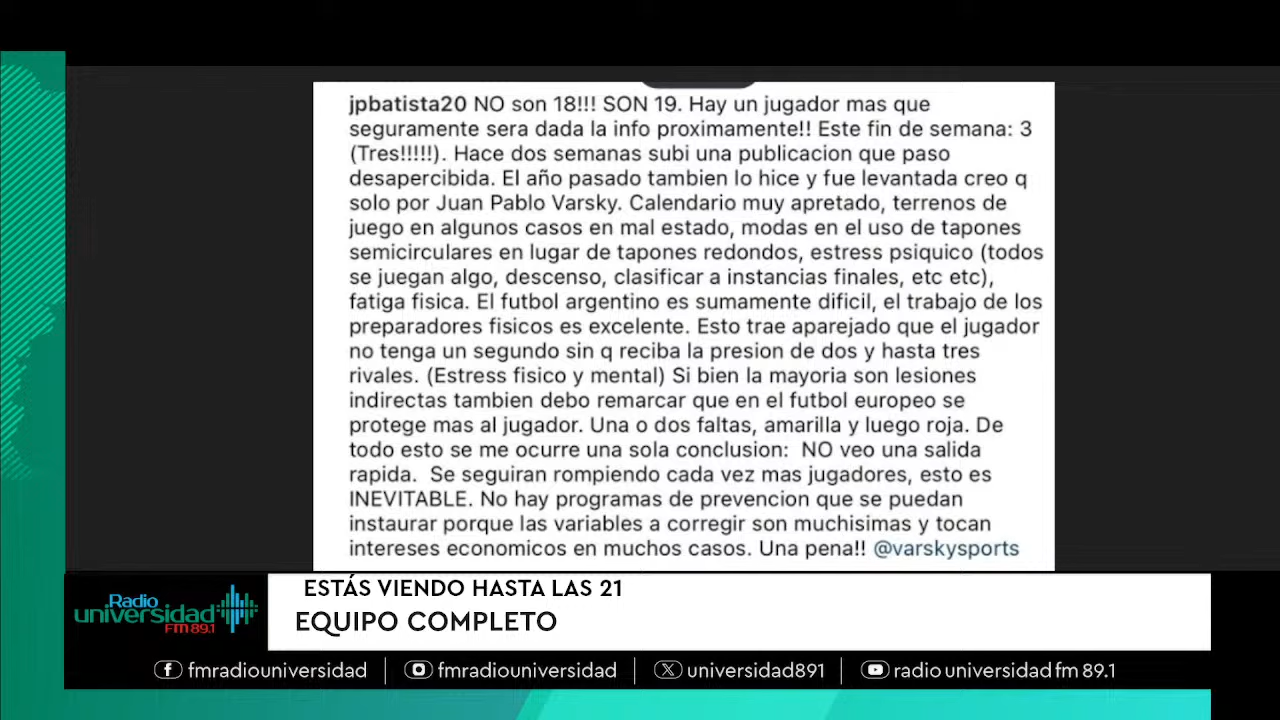 jpbatista20 NO son 18!!! SON 19. Hay un jugador mas que
seguramente sera dada la info proximamente!! Este fin de semana: 3
(Tres!!!!!). Hace dos semanas subi una publicacion que paso
desapercibida. El año pasado tambien lo hice y fue levantada creo q
solo por Juan Pablo Varsky. Calendario muy apretado, terrenos de
juego en algunos casos en mal estado, modas en el uso de tapones
semicirculares en lugar de tapones redondos, estress psiquico (todos
se juegan algo, descenso, clasificar a instancias finales, etc etc),
fatiga fisica. El futbol argentino es sumamente dificil, el trabajo de los
preparadores fisicos es excelente. Esto trae aparejado que el jugador
no tenga un segundo sin q reciba la presion de dos y hasta tres
rivales. (Estress fisico y mental) Si bien la mayoria son lesiones
indirectas tambien debo remarcar que en el futbol europeo se
protege mas al jugador. Una o dos faltas, amarilla y luego roja. De
todo esto se me ocurre una sola conclusion: NO veo una salida
rapida. Se seguiran rompiendo cada vez mas jugadores, esto es
INEVITABLE. No hay programas de prevencion que se puedan
instaurar porque las variables a corregir son muchisimas y tocan
intereses economicos en muchos casos. Una pena!! @varskysports
ESTÁS VIENDO HASTA LAS 21
EQUIPO COMPLETO
Radio
universidad
FM 89.1
fmradiouniversidad
fmradiouniversidad
universidad891
radio universidad fm 89.1